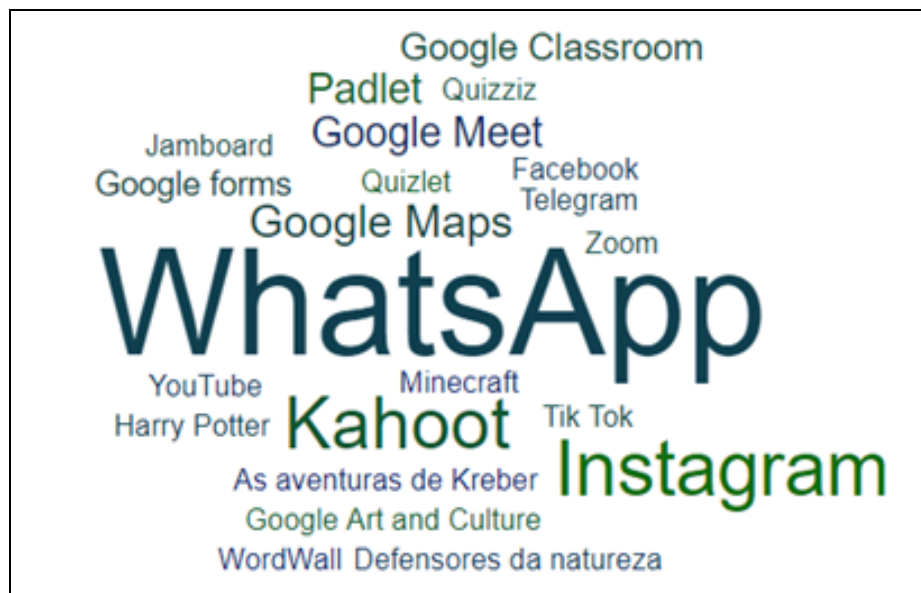 Google Classroom
Padlet Quizziz
Google Meet
Jamboard
Facebook
Google forms Quizlet
Telegram
Google Maps
Zoom
WhatsApp
YouTube Minecraft
Harry Potter Kahoot Tik Tok
Instagram
As aventuras de Kreber
Google Art and Culture
WordWall Defensores da natureza